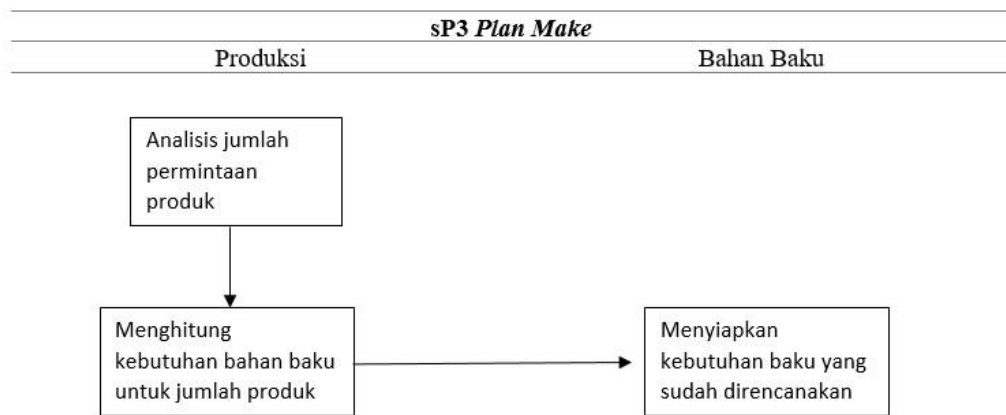 sP3 Plan Make
Produksi
Bahan Baku
Analisis jumlah
permintaan
produk
Menghitung
kebutuhan bahan baku
untuk jumlah produk
Menyiapkan
kebutuhan baku yang
sudah direncanakan